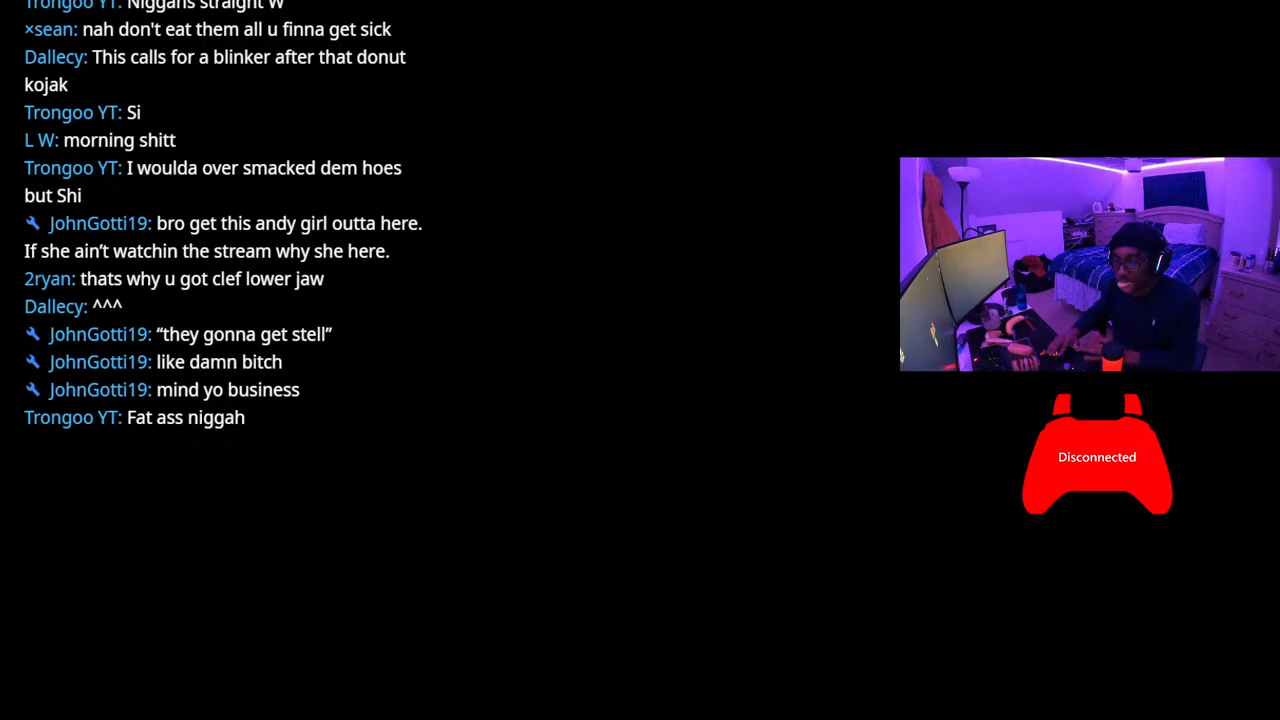 Trongoo YT: Niggans straight W
×sean: nah don't eat them all u finna get sick
Dallecy: This calls for a blinker after that donut
kojak
Trongoo YT: Si
L W: morning shitt
Trongoo YT: I woulda over smacked dem hoes
but Shi
JohnGotti19: bro get this andy girl outta here.
If she ain’t watchin the stream why she here.
2ryan: thats why u got clef lower jaw
Dallecy: ^^^
JohnGotti19: “they gonna get stell”
JohnGotti19: like damn bitch
JohnGotti19: mind yo business
Trongoo YT: Fat ass niggah
Disconnected